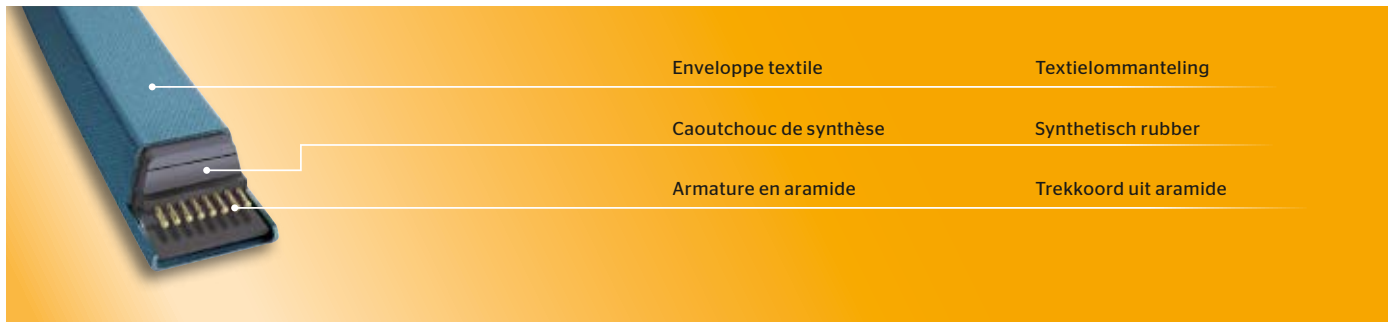 Enveloppe textile Textielommanteling
Caoutchouc de synthèse Synthetisch rubber
Armature en aramide Trekkoord uit aramide